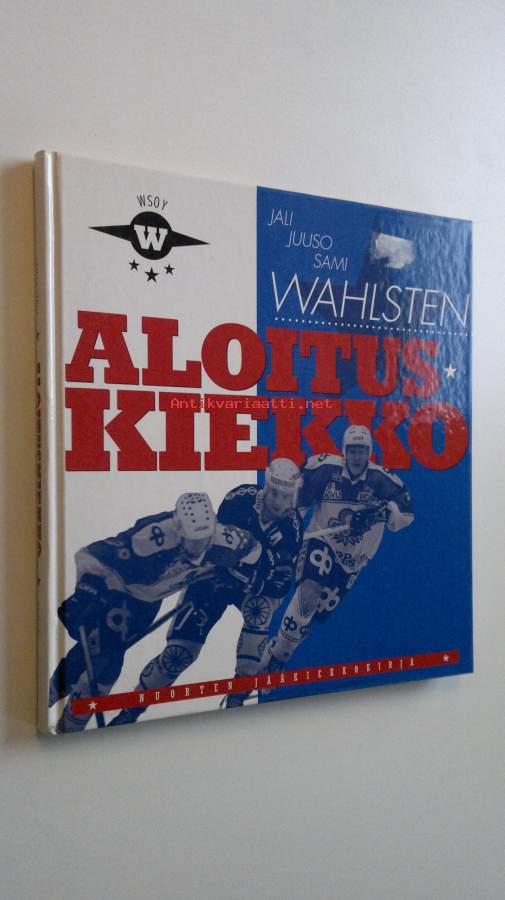 WSOY
W
JALI
JUUSO
SAMI
WAHLSTEN
ALOITUS
KIEKKO
Antikvariaatti.net
NUORTEN JÄÄKIEKKOKIRJA